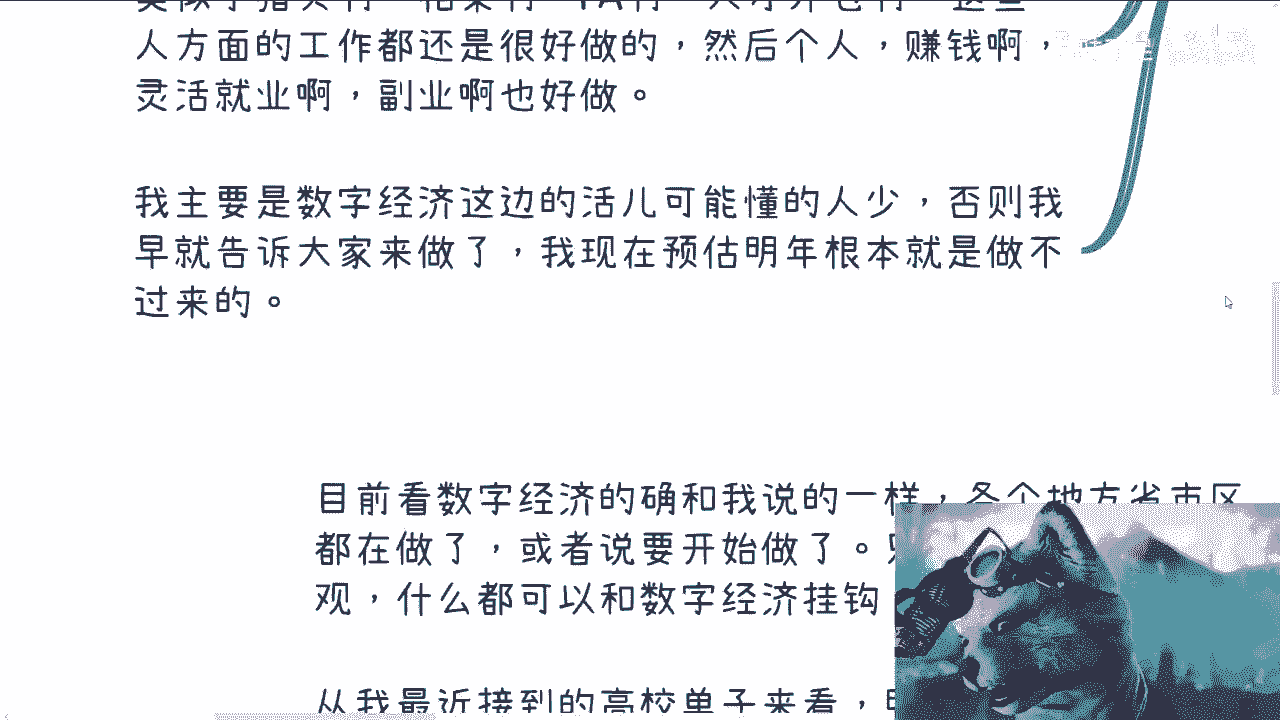 人方面的工作都还是很好做的，然后个人，赚钱啊，
灵活就业啊，副业啊也好做。
我主要是数字经济这边的活儿可能懂的人少，否则我
早就告诉大家来做了，我现在预估明年根本就是做不
过来的。
目前看数字经济的确和我说的一样，各个地方省市区
都在做了，或者说要开始做了。
观，什么都可以和数字经济挂钩
从我最近接到的高校单子来看，